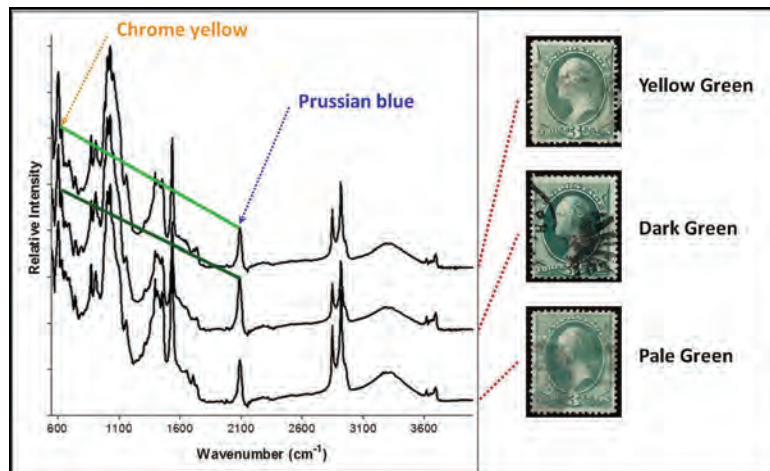 Chrome yellow
Prussian blue
Yellow Green
Dark Green
Pale Green
Relative Intensity
600 1100 1600 2100 2600 3100 3600
Wavenumber (cm⁻¹)